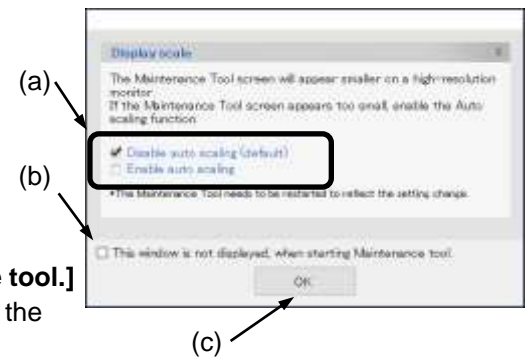 Display scale
(a)
The Maintenance Tool screen will appear smaller on a high-resolution
monitor.
If the Maintenance Tool screen appears too small, enable the Auto
scaling function.
Disable auto scaling (default)
Enable auto scaling
(b)
*The Maintenance Tool needs to be restarted to reflect the setting change.
This window is not displayed, when starting Maintenance tool.
tool.]
OK
the
(c)